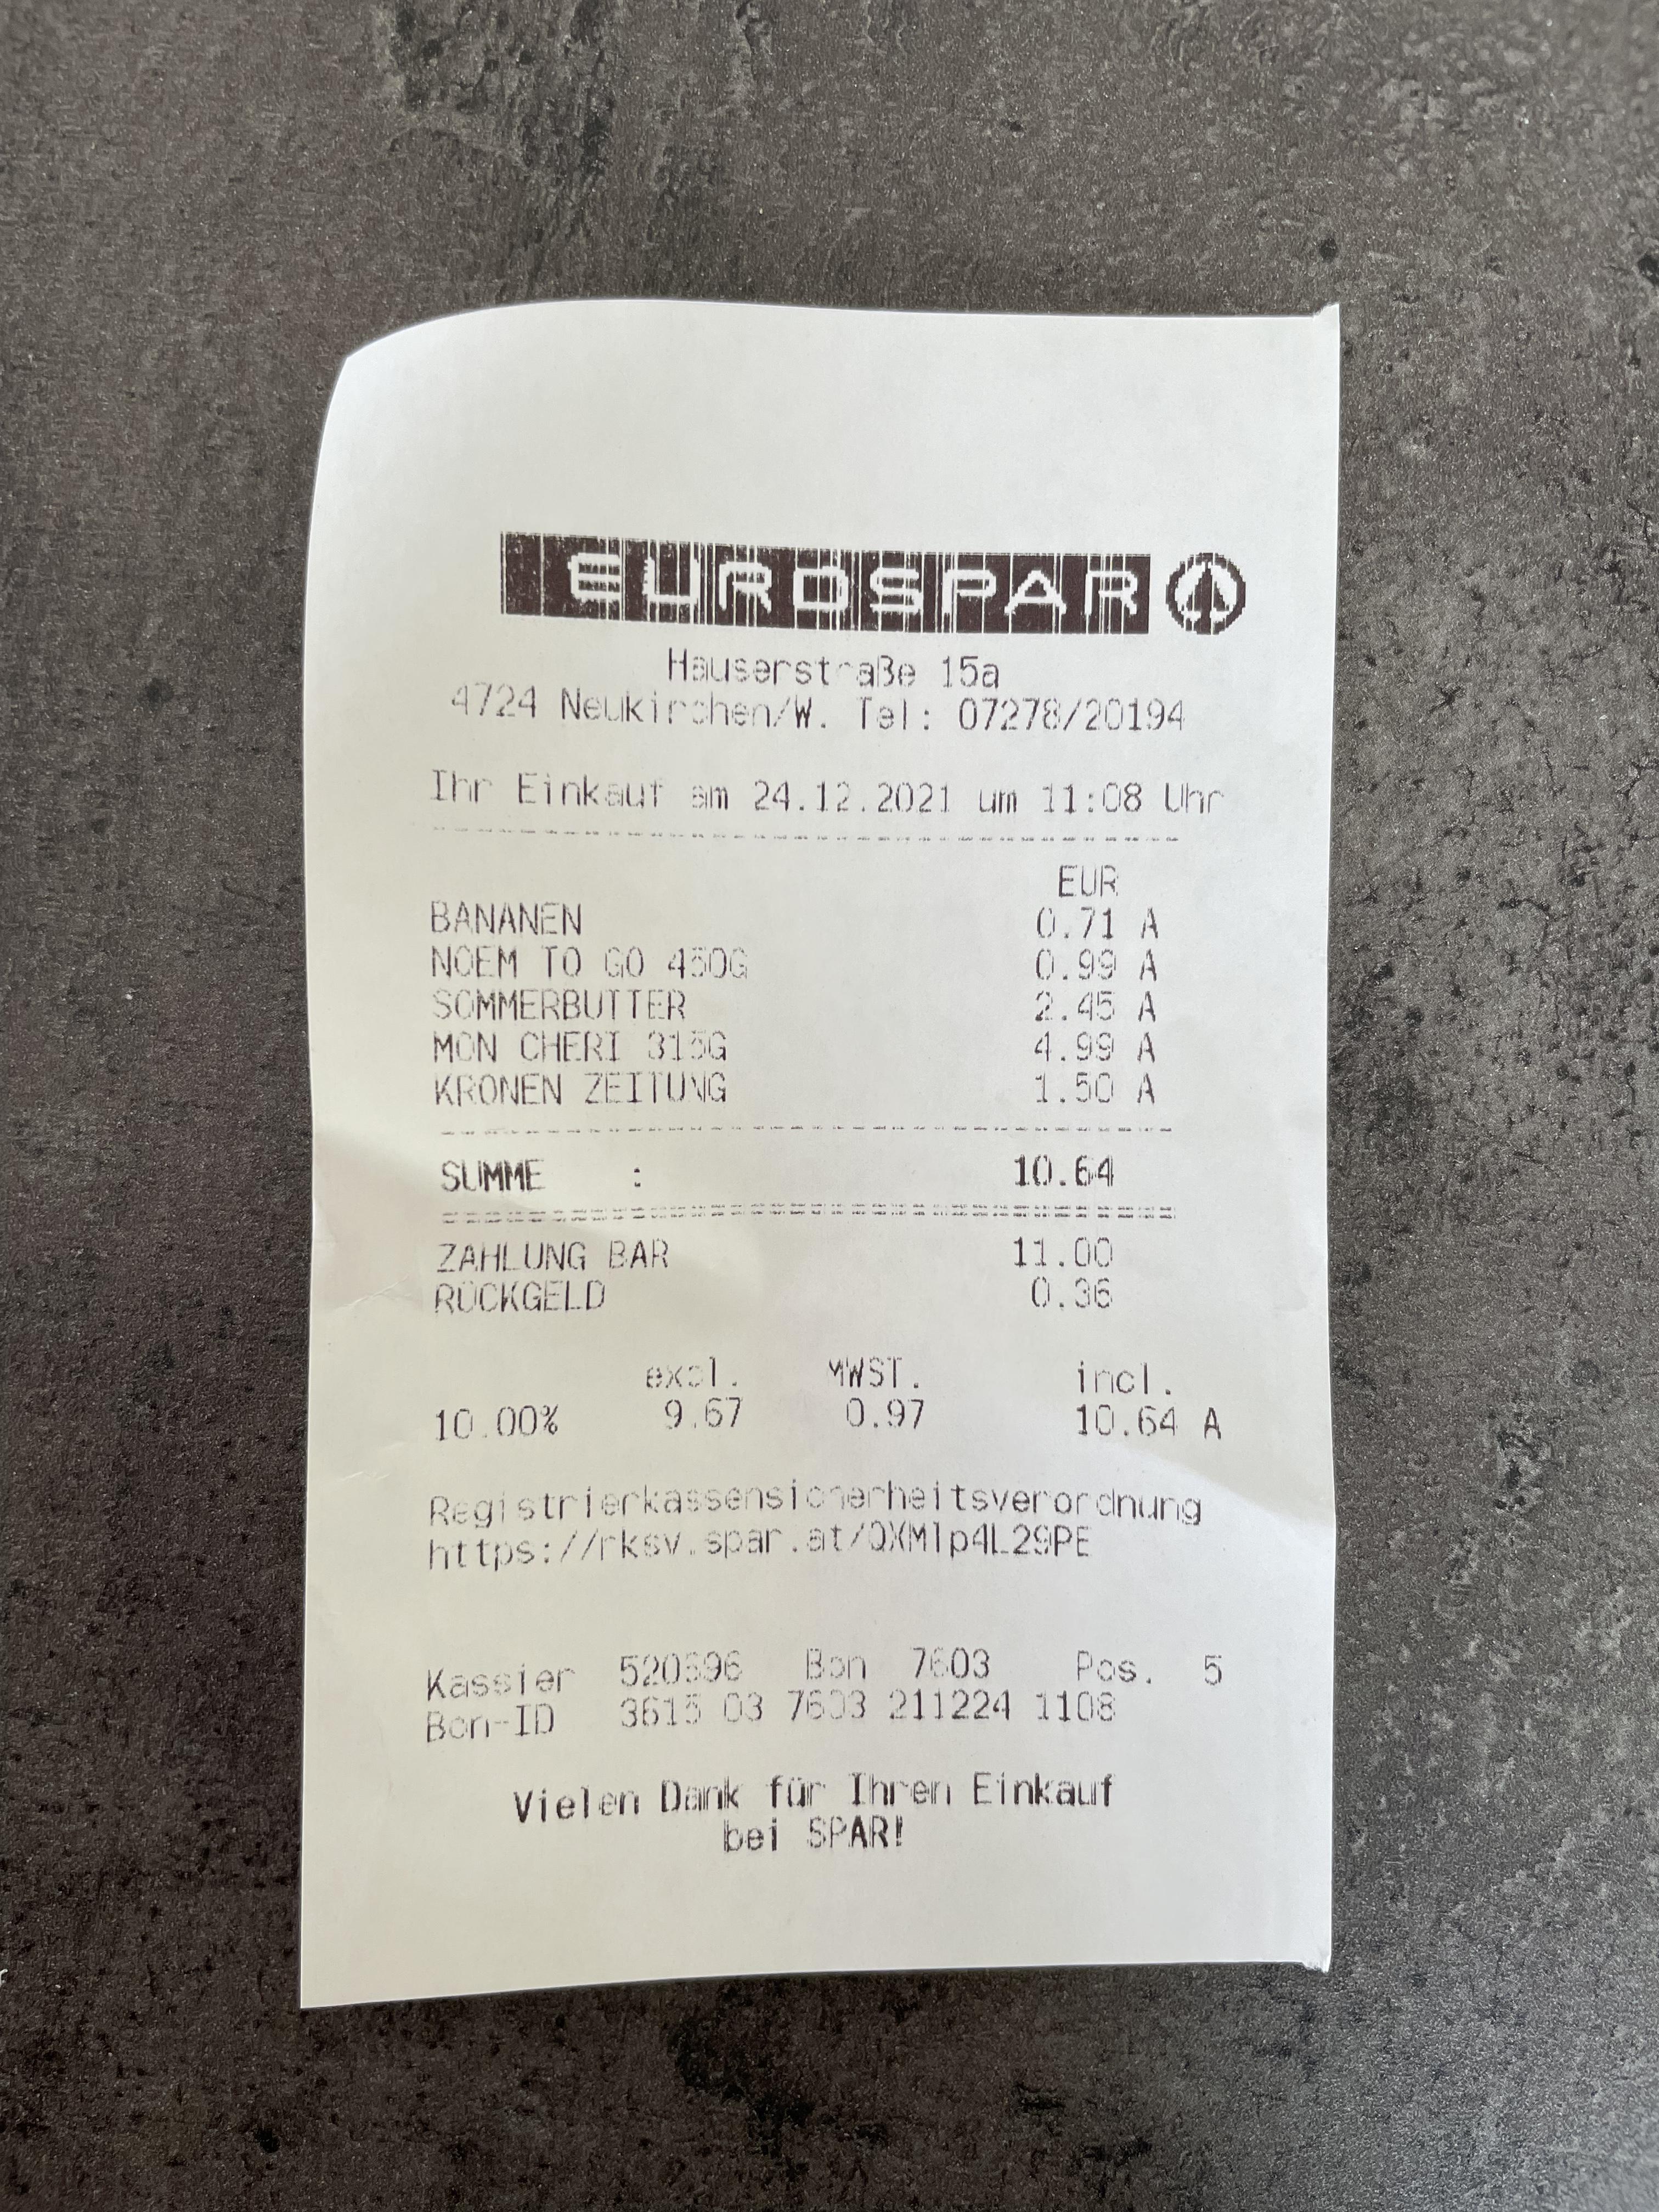 EUROSPAR
Hauserstraße 15a
4724 Neukirchen/W. Tel: 07278/20194
Ihr Einkauf am 24.12.2021 um 11:08 Uhr
EUR
BANANEN 0.71 A
NOEM TO GO 450G 0.99 A
SOMMERBUTTER 2.45 A
MON CHERI 315G 4.99 A
KRONEN ZEITUNG 1.50 A
SUMME : 10.64
ZAHLUNG BAR 11.00
RÜCKGELD 0.36
excl. MWST. incl.
10.00% 9.67 0.97 10.64 A
Registrierkassensicherheitsverordnung
https://rksv.spar.at/QXMlp4L29PE
Kassier Bon 7603 Pos. 5
Bon-ID 3615 03 7603 211224 1108
Vielen Dank für Ihren Einkauf
bei SPAR!